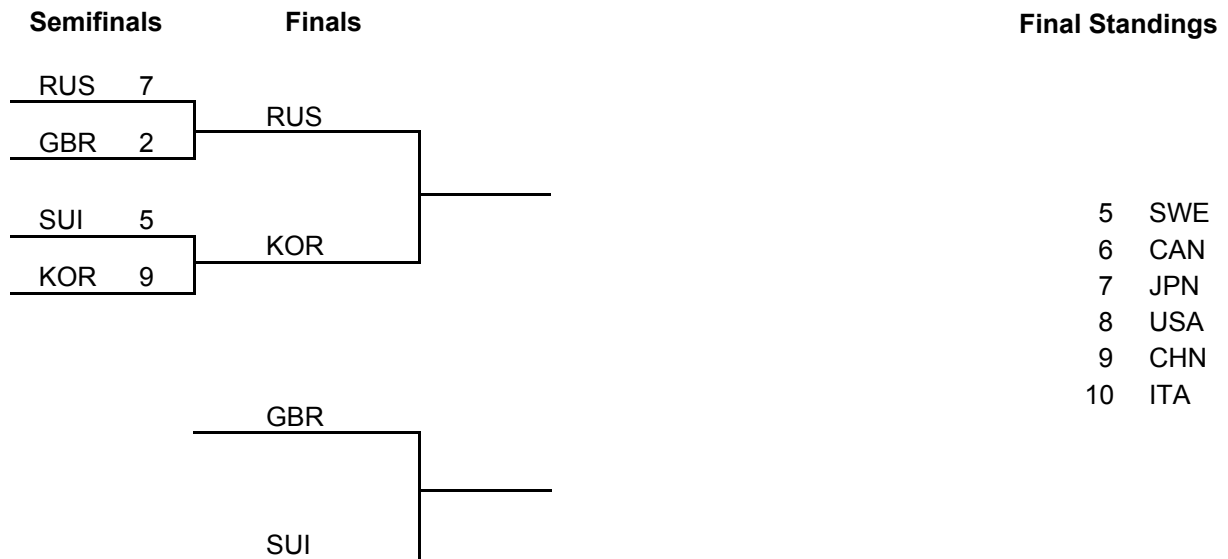 Semifinals Finals Final Standings
RUS 7
RUS
GBR 2
SUI 5
5 SWE
KOR
6 CAN
KOR 9
7 JPN
8 USA
9 CHN
10 ITA
GBR
SUI